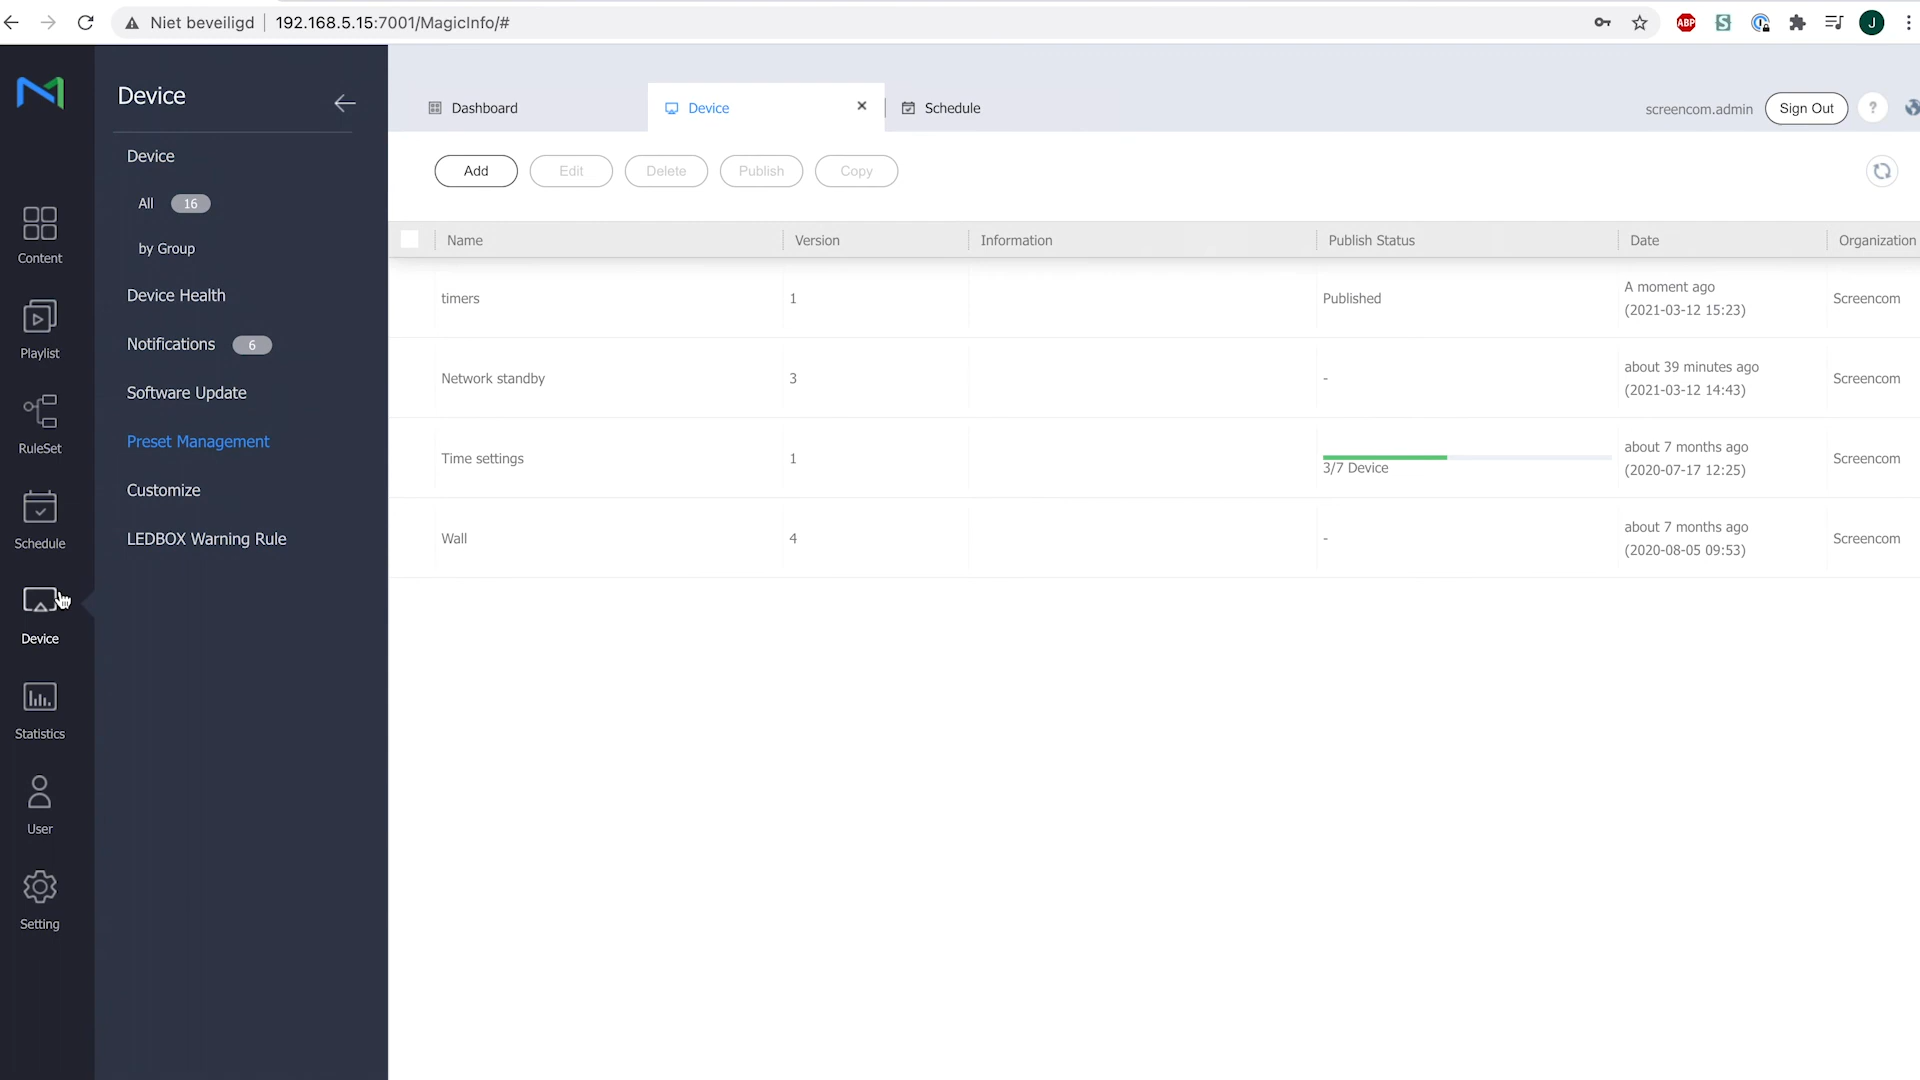 Niet beveiligd 192.168.5.15:7001/MagicInfo/#
ABP
S
J
Device
Dashboard
Device
Schedule
screencom.admin
Sign Out
?
Device
All 16
by Group
Device Health
Notifications 6
Software Update
Preset Management
Customize
LEDBOX Warning Rule
Content
Playlist
RuleSet
Schedule
Device
Statistics
User
Setting
Add Edit Delete Publish Copy
Name Version Information Publish Status Date Organization
timers 1 Published A moment ago (2021-03-12 15:23) Screencom
Network standby 3 - about 39 minutes ago (2021-03-12 14:43) Screencom
Time settings 1 3/7 Device about 7 months ago (2020-07-17 12:25) Screencom
Wall 4 - about 7 months ago (2020-08-05 09:53) Screencom